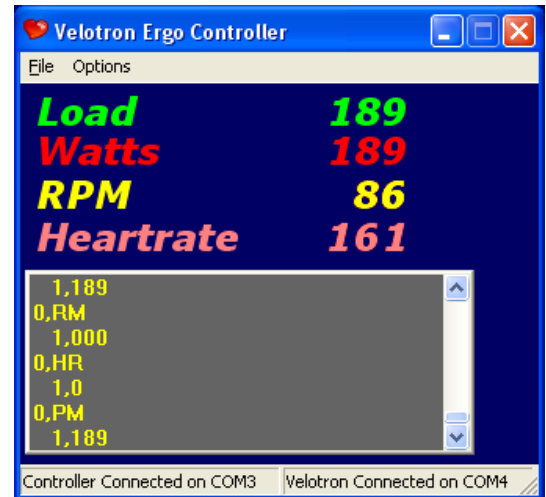 Velotron Ergo Controller
File Options
Load 189
Watts 189
RPM 86
Heartrate 161
1,189
0,RM
1,000
0,HR
1,0
0,PM
1,189
Controller Connected on COM3 Velotron Connected on COM4